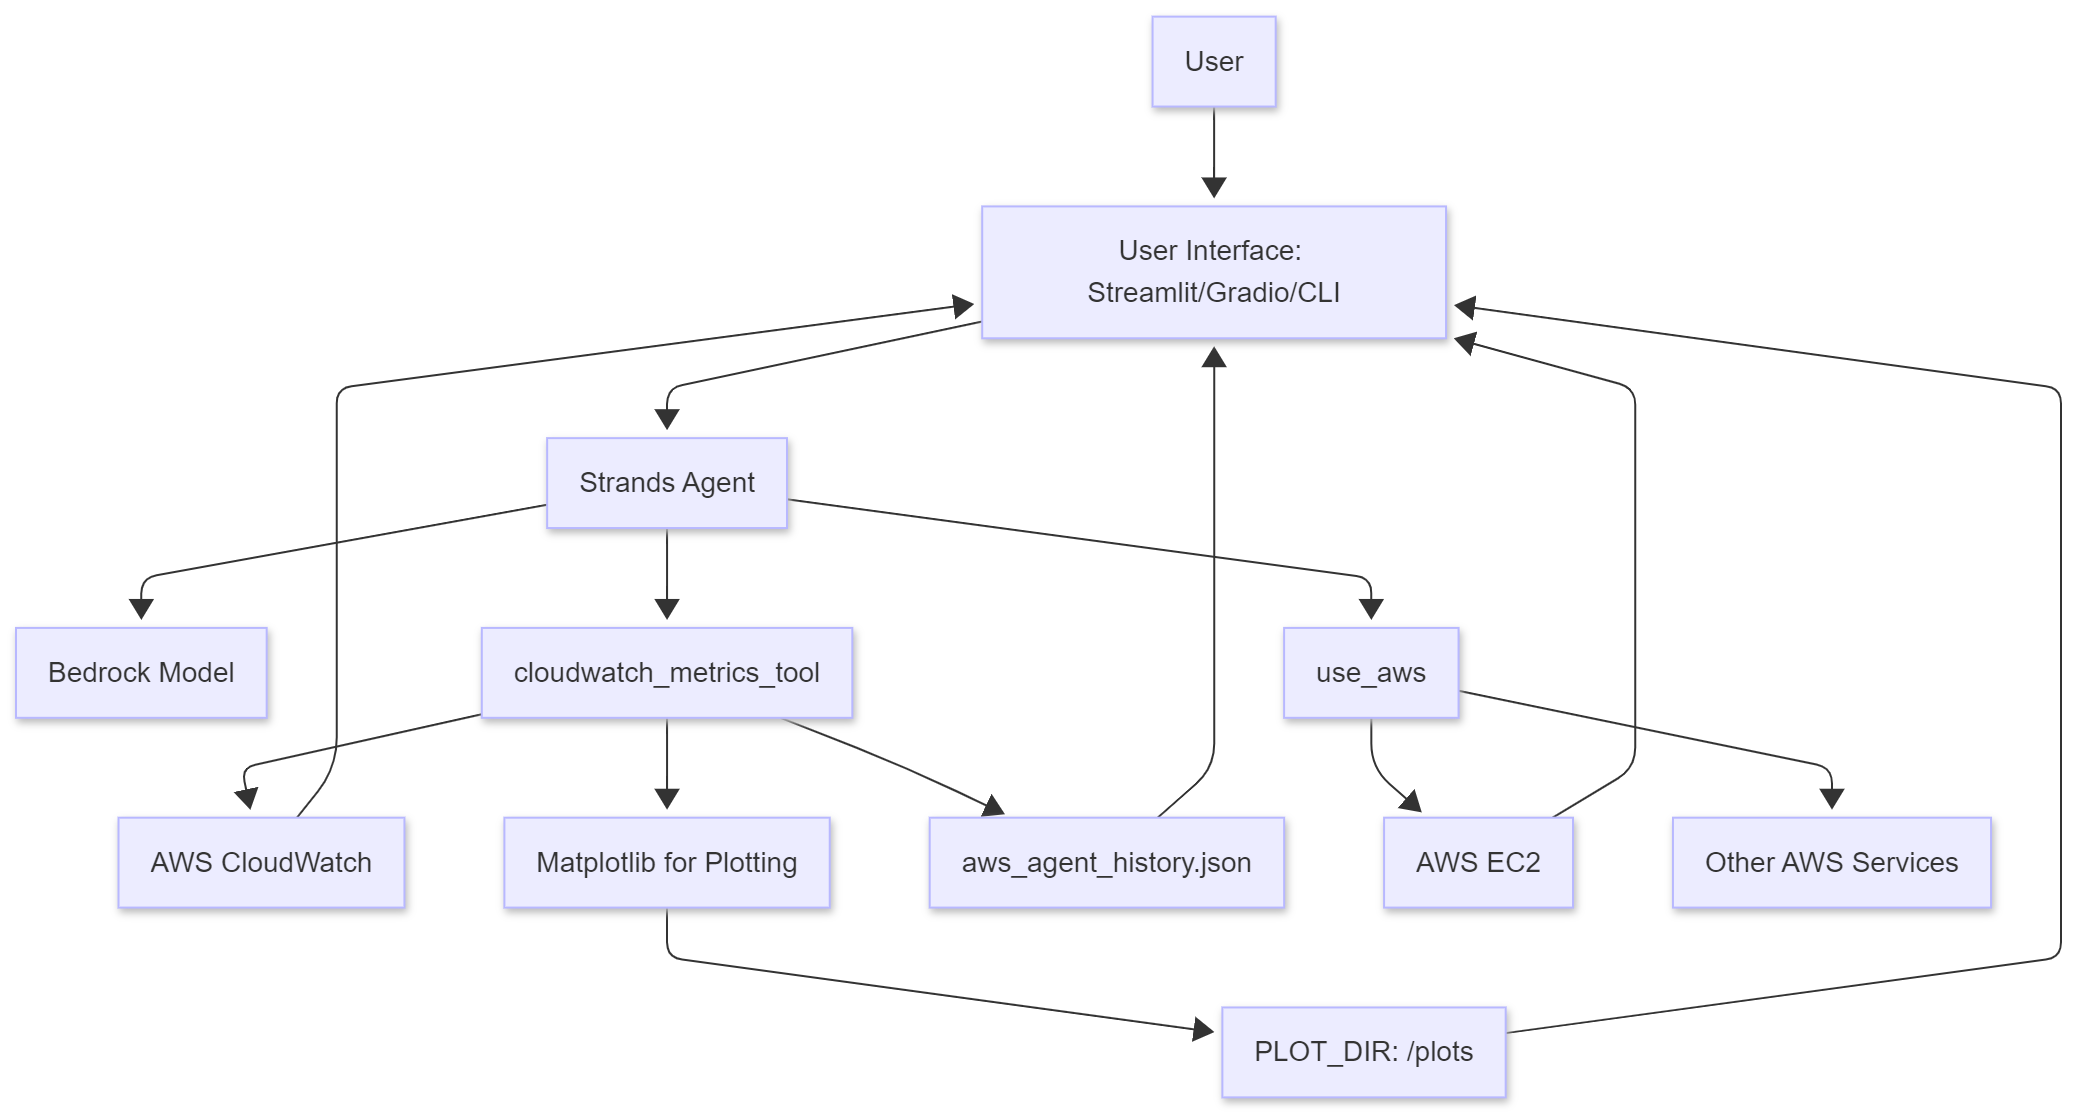 User
User Interface:
Streamlit/Gradio/CLI
Strands Agent
Bedrock Model
cloudwatch_metrics_tool
use_aws
AWS CloudWatch
Matplotlib for Plotting
aws_agent_history.json
AWS EC2
Other AWS Services
PLOT_DIR: /plots